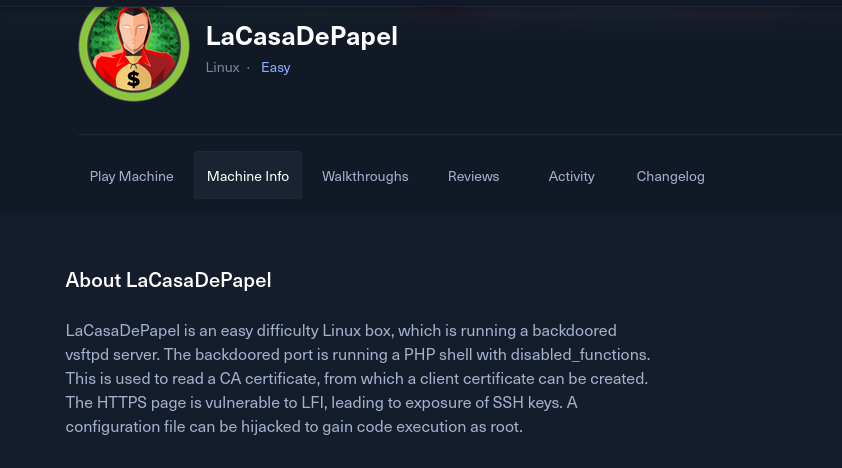 LaCasaDePapel
Linux · Easy
$
Play Machine Machine Info Walkthroughs Reviews Activity Changelog
About LaCasaDePapel
LaCasaDePapel is an easy difficulty Linux box, which is running a backdoored
vsftpd server. The backdoored port is running a PHP shell with disabled_functions.
This is used to read a CA certificate, from which a client certificate can be created.
The HTTPS page is vulnerable to LFI, leading to exposure of SSH keys. A
configuration file can be hijacked to gain code execution as root.